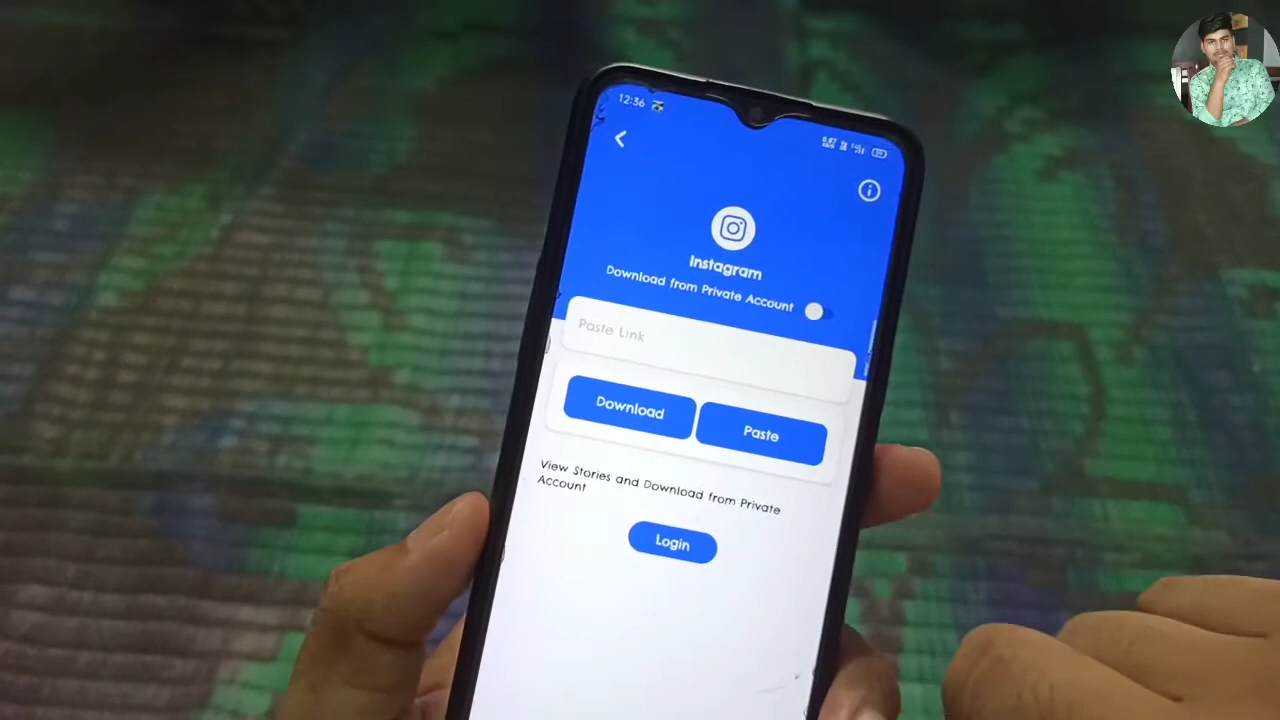 12:36
Instagram
Download from Private Account
Paste Link
Download
Paste
View Stories and Download from Private
Account
Login